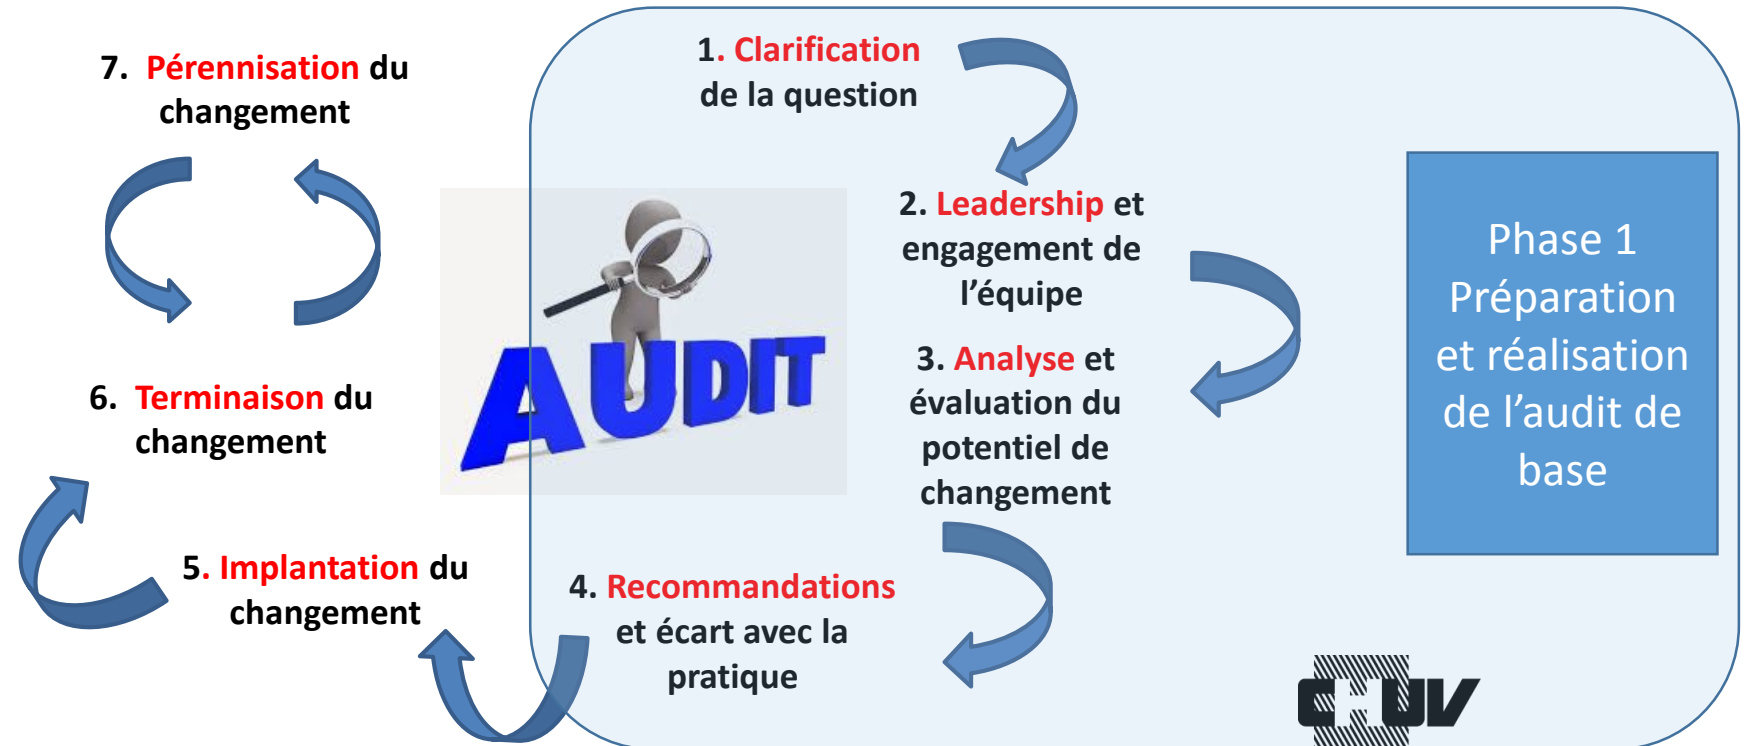 1. Clarification
de la question
2. Leadership et
engagement de
l’équipe
3. Analyse et
évaluation du
potentiel de
changement
4. Recommandations
et écart avec la
pratique
5. Implantation du
changement
6. Terminaison du
changement
7. Pérennisation du
changement
AUDIT
Phase 1
Préparation
et réalisation
de l’audit de
base
CHUV